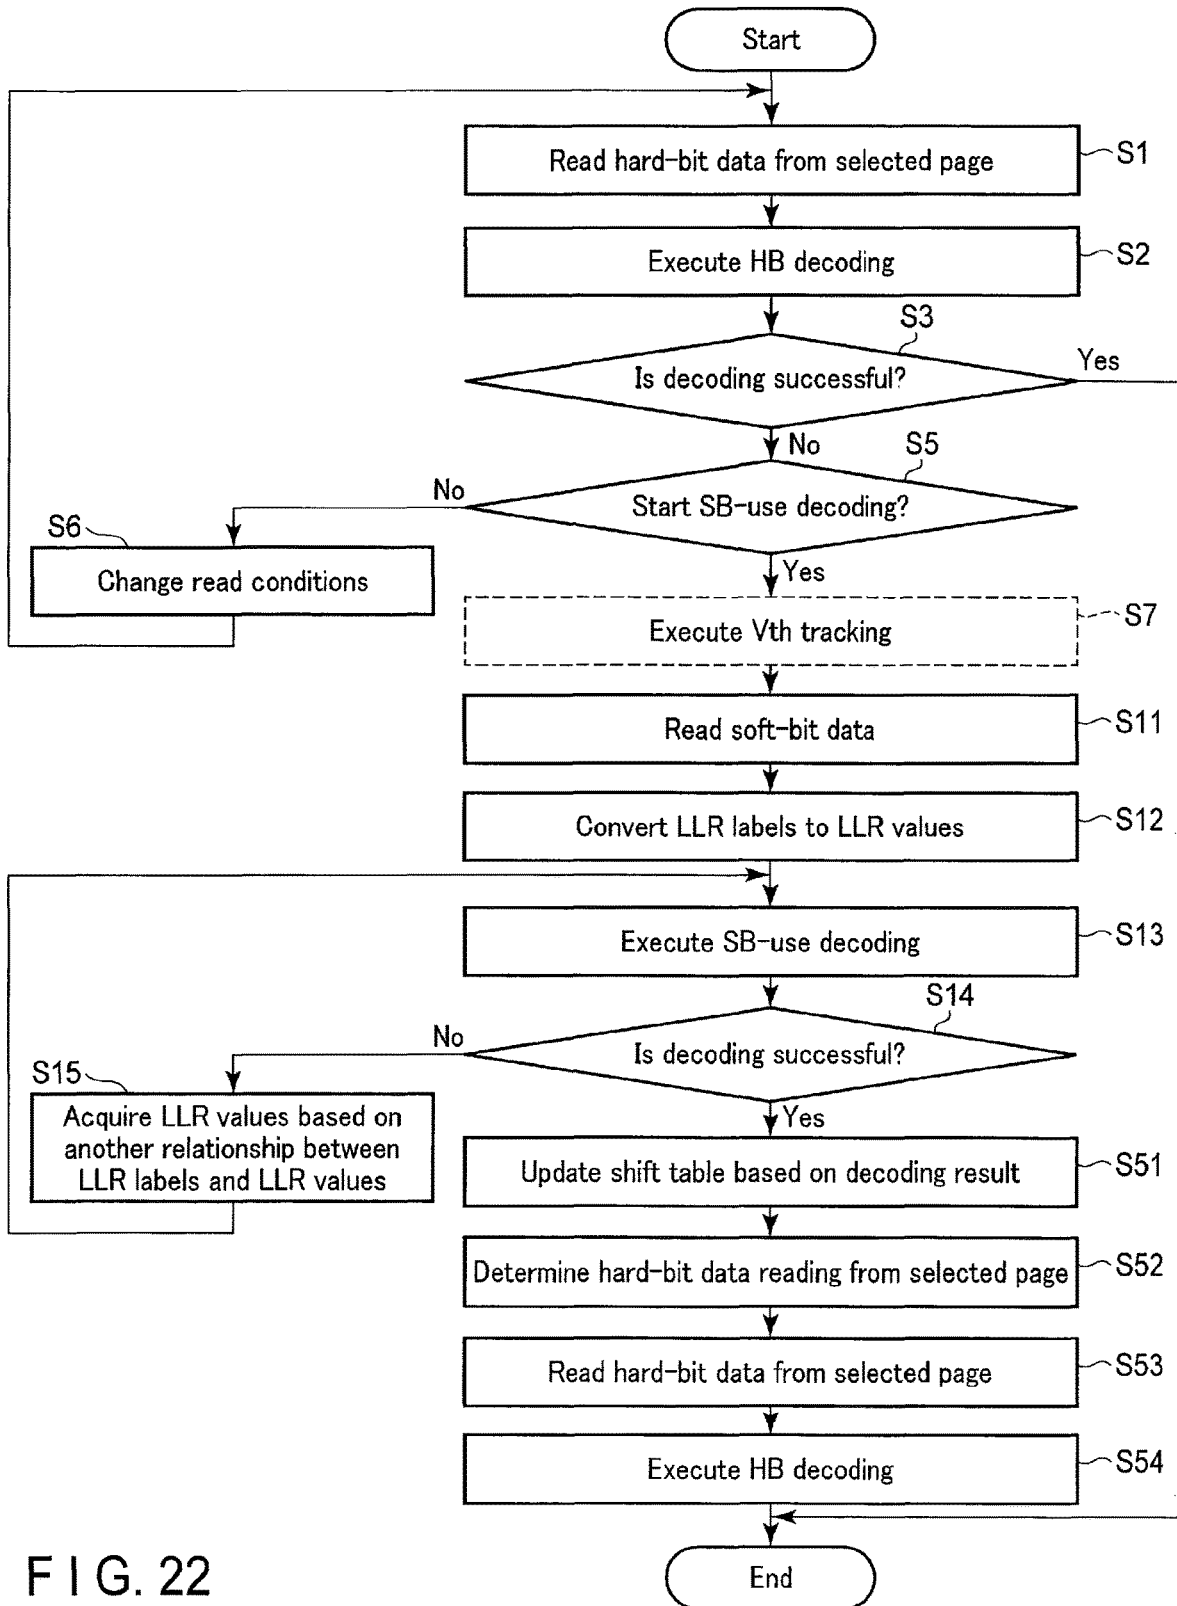 Start
Read hard-bit data from selected page
S1
Execute HB decoding
S2
S3
Is decoding successful?
Yes
No
S5
No
Start SB-use decoding?
S6
Change read conditions
Yes
Execute Vth tracking
S7
Read soft-bit data
S11
Convert LLR labels to LLR values
S12
Execute SB-use decoding
S13
S14
No
Is decoding successful?
S15
Acquire LLR values based on
another relationship between
LLR labels and LLR values
Yes
Update shift table based on decoding result
S51
Determine hard-bit data reading from selected page
S52
Read hard-bit data from selected page
S53
Execute HB decoding
S54
End
FIG. 22